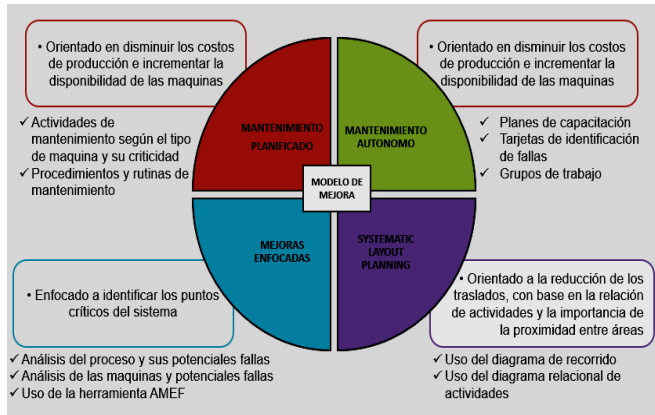 • Orientado en disminuir los costos
de producción e incrementar la
disponibilidad de las maquinas
✓ Actividades de
mantenimiento según el tipo
de maquina y su criticidad
✓ Procedimientos y rutinas de
mantenimiento
MANTENIMIENTO
PLANIFICADO
MANTENIMIENTO
AUTONOMO
• Orientado en disminuir los costos
de producción e incrementar la
disponibilidad de las maquinas
✓ Planes de capacitación
✓ Tarjetas de identificación
de fallas
✓ Grupos de trabajo
MODELO DE
MEJORA
• Enfocado a identificar los puntos
críticos del sistema
✓ Análisis del proceso y sus potenciales fallas
✓ Análisis de las maquinas y potenciales fallas
✓ Uso de la herramienta AMEF
MEJORAS
ENFOCADAS
SYSTEMATIC
LAYOUT
PLANNING
• Orientado a la reducción de los
traslados, con base en la relación
de actividades y la importancia de
la proximidad entre áreas
✓ Uso del diagrama de recorrido
✓ Uso del diagrama relacional de
actividades